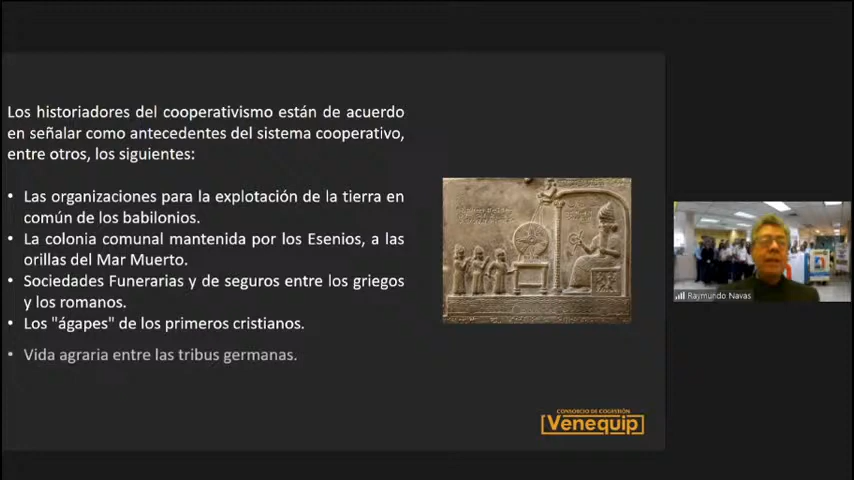 Los historiadores del cooperativismo están de acuerdo
en señalar como antecedentes del sistema cooperativo,
entre otros, los siguientes:
• Las organizaciones para la explotación de la tierra en
común de los babilonios.
• La colonia comunal mantenida por los Esenios, a las
orillas del Mar Muerto.
• Sociedades Funerarias y de seguros entre los griegos
y los romanos.
• Los "ágapes" de los primeros cristianos.
• Vida agraria entre las tribus germanas.
CONSORCIO DE COGESTIÓN
Venequip
Raymundo Navas